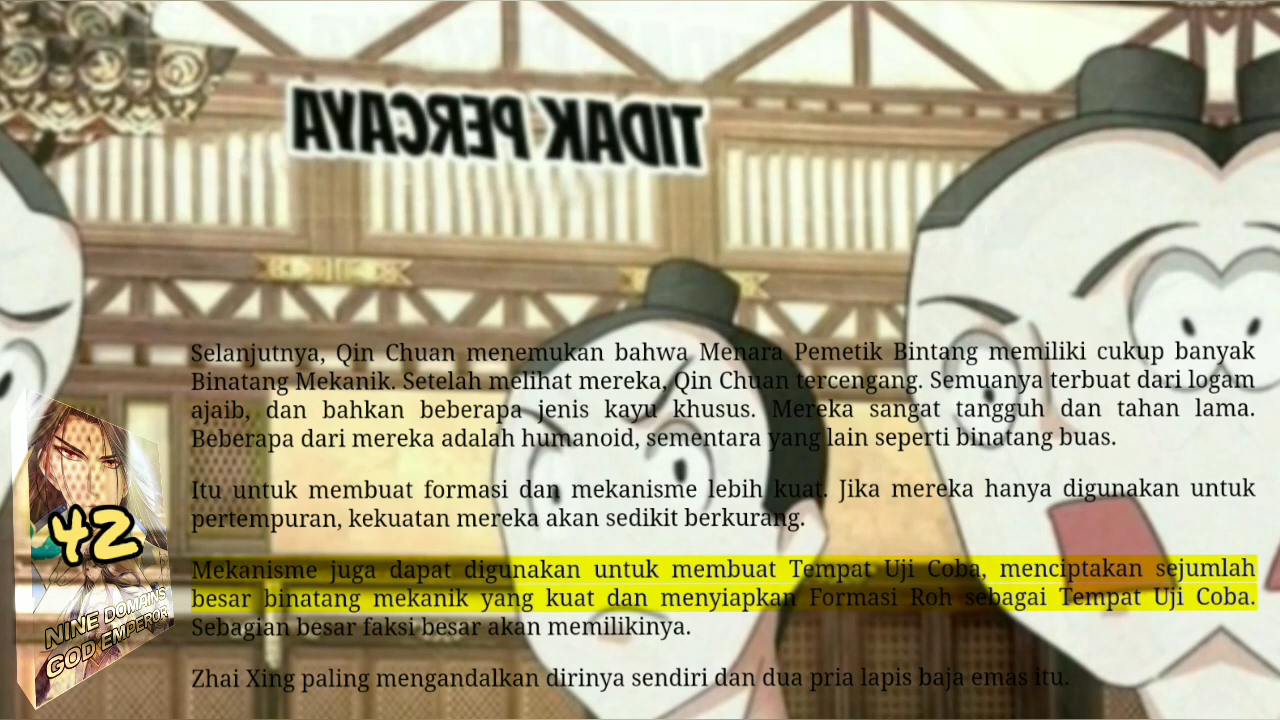 TIDAK PERCAYA
Selanjutnya, Qin Chuan menemukan bahwa Menara Pemetik Bintang memiliki cukup banyak
Binatang Mekanik. Setelah melihat mereka, Qin Chuan tercengang. Semuanya terbuat dari logam
ajaib, dan bahkan beberapa jenis kayu khusus. Mereka sangat tangguh dan tahan lama.
Beberapa dari mereka adalah humanoid, sementara yang lain seperti binatang buas.
Itu untuk membuat formasi dan mekanisme lebih kuat. Jika mereka hanya digunakan untuk
pertempuran, kekuatan mereka akan sedikit berkurang.
Mekanisme juga dapat digunakan untuk membuat Tempat Uji Coba, menciptakan sejumlah
besar binatang mekanik yang kuat dan menyiapkan Formasi Roh sebagai Tempat Uji Coba.
Sebagian besar faksi besar akan memilikinya.
Zhai Xing paling mengandalkan dirinya sendiri dan dua pria lapis baja emas itu.
42
NINE DOMAINS
GOD EMPEROR